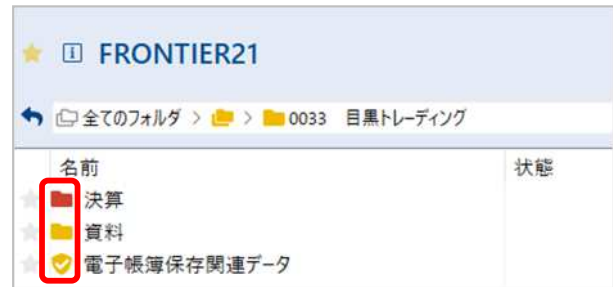 FRONTIER21
全てのフォルダ > > 0033 目黒トレーディング
名前 状態
決算
資料
電子帳簿保存関連データ